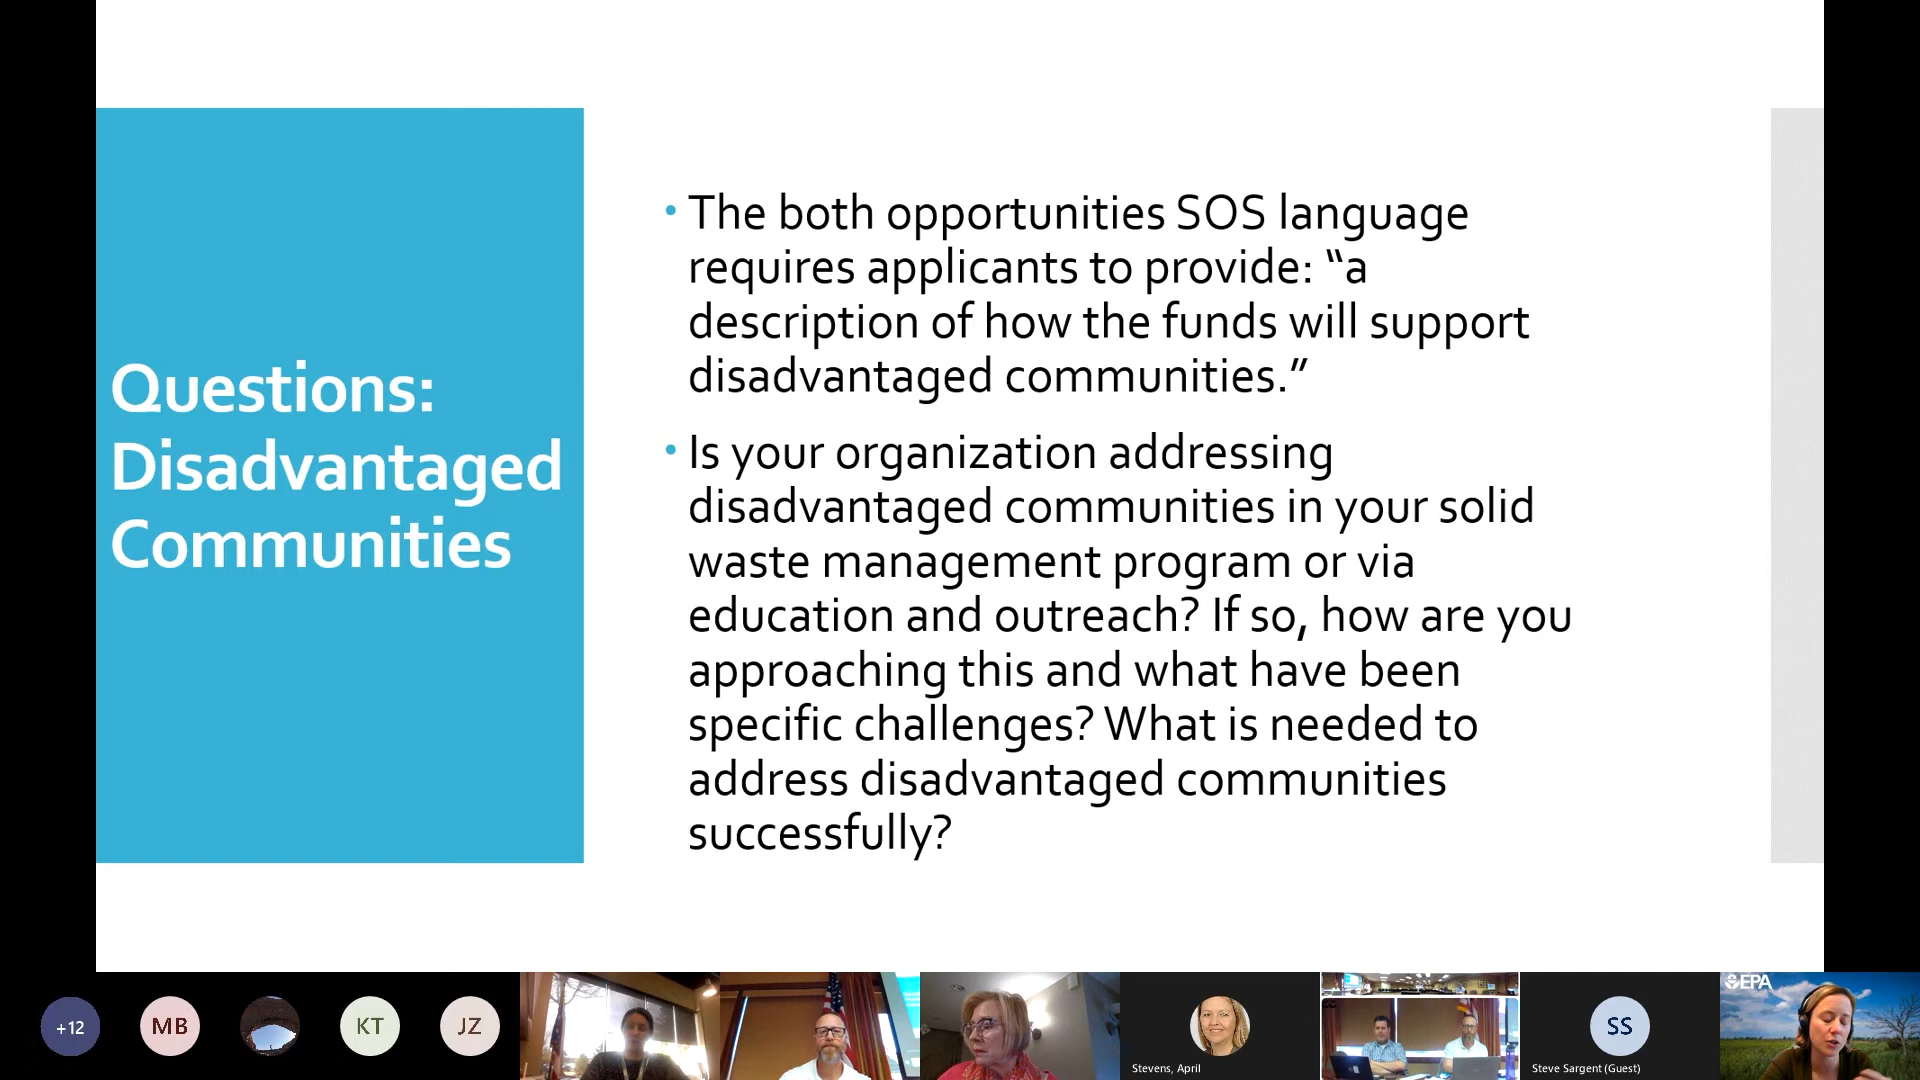 Questions:
Disadvantaged
Communities
• The both opportunities SOS language
requires applicants to provide: “a
description of how the funds will support
disadvantaged communities.”
• Is your organization addressing
disadvantaged communities in your solid
waste management program or via
education and outreach? If so, how are you
approaching this and what have been
specific challenges? What is needed to
address disadvantaged communities
successfully?
+12
MB
KT
JZ
Stevens, April
SS
Steve Sargent (Guest)
EPA